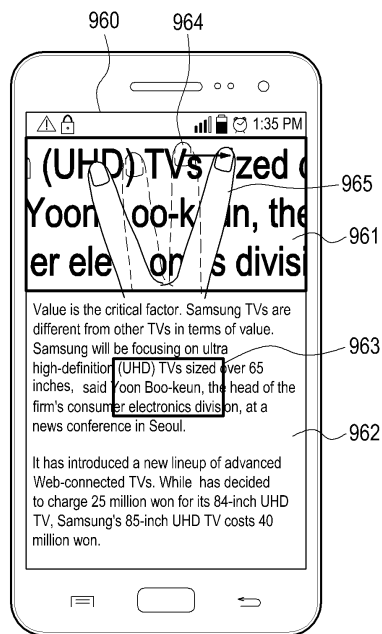 960
964
1:35 PM
(UHD) TVs zed
965
Yoon oo-k n, the
961
er ele on s divisi
Value is the critical factor. Samsung TVs are
different from other TVs in terms of value.
Samsung will be focusing on ultra
963
high-definition (UHD) TVs sized over 65
inches, said Yoon Boo-keun, the head of the
firm's consumer electronics division, at a
news conference in Seoul.
962
It has introduced a new lineup of advanced
Web-connected TVs. While has decided
to charge 25 million won for its 84-inch UHD
TV, Samsung's 85-inch UHD TV costs 40
million won.